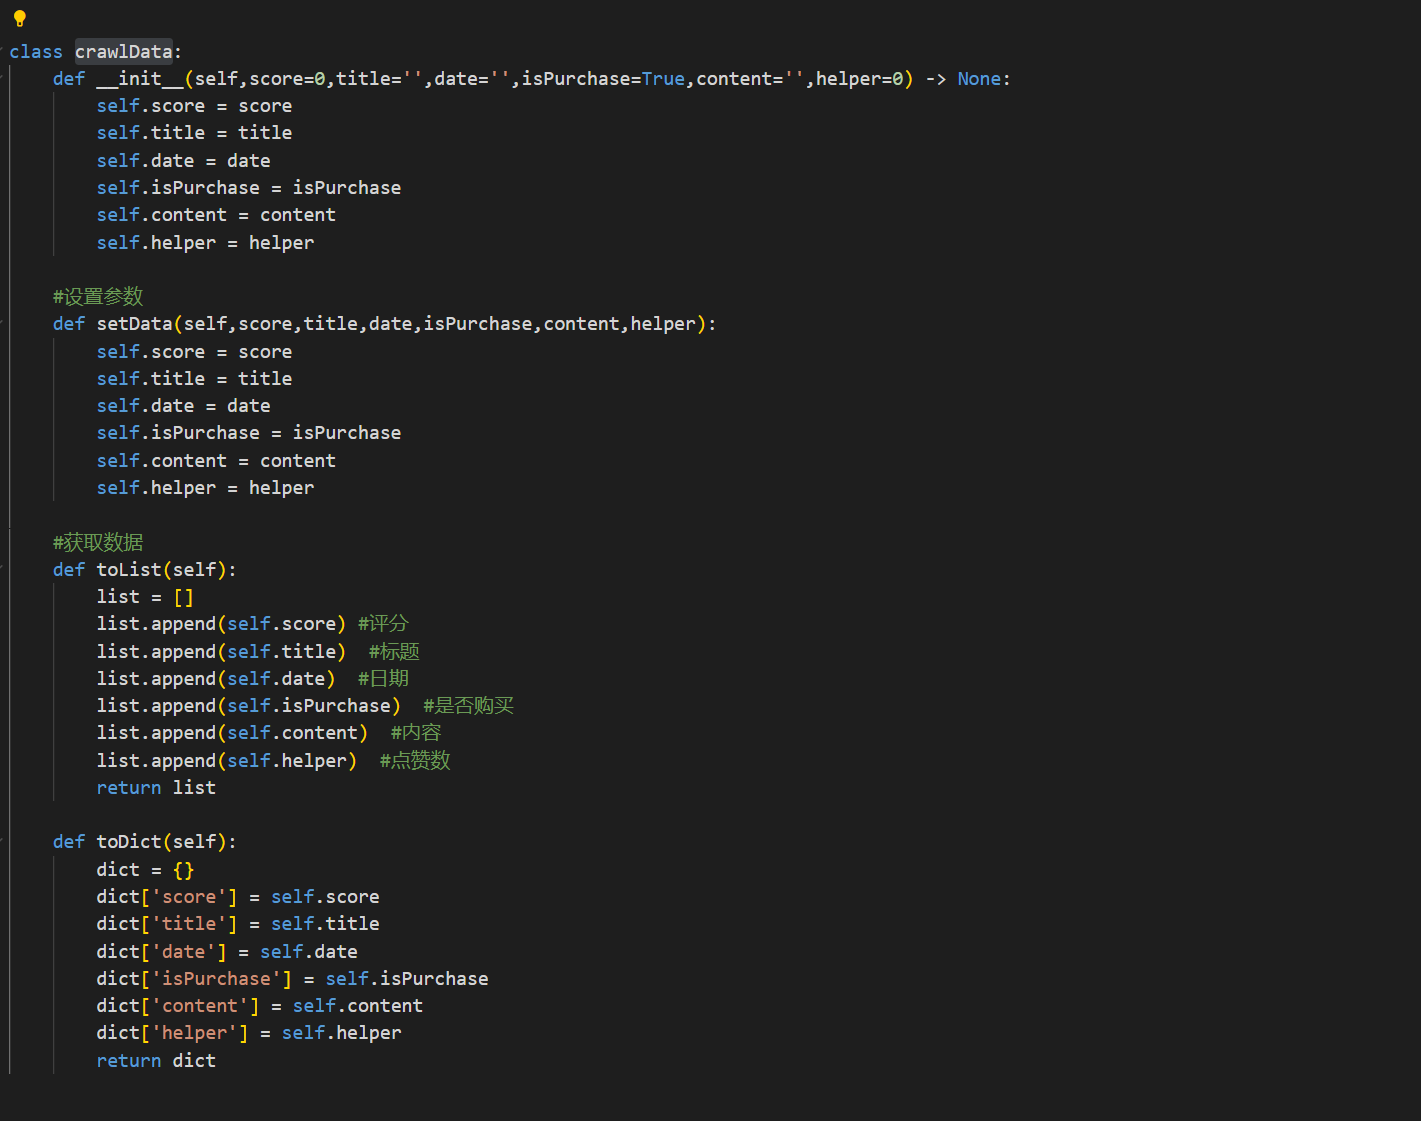 class crawlData:
    def __init__(self,score=0,title='',date='',isPurchase=True,content='',helper=0) -> None:
        self.score = score
        self.title = title
        self.date = date
        self.isPurchase = isPurchase
        self.content = content
        self.helper = helper

    #设置参数
    def setData(self,score,title,date,isPurchase,content,helper):
        self.score = score
        self.title = title
        self.date = date
        self.isPurchase = isPurchase
        self.content = content
        self.helper = helper

    #获取数据
    def toList(self):
        list = []
        list.append(self.score) #评分
        list.append(self.title)  #标题
        list.append(self.date)  #日期
        list.append(self.isPurchase)  #是否购买
        list.append(self.content)  #内容
        list.append(self.helper)  #点赞数
        return list

    def toDict(self):
        dict = {}
        dict['score'] = self.score
        dict['title'] = self.title
        dict['date'] = self.date
        dict['isPurchase'] = self.isPurchase
        dict['content'] = self.content
        dict['helper'] = self.helper
        return dict